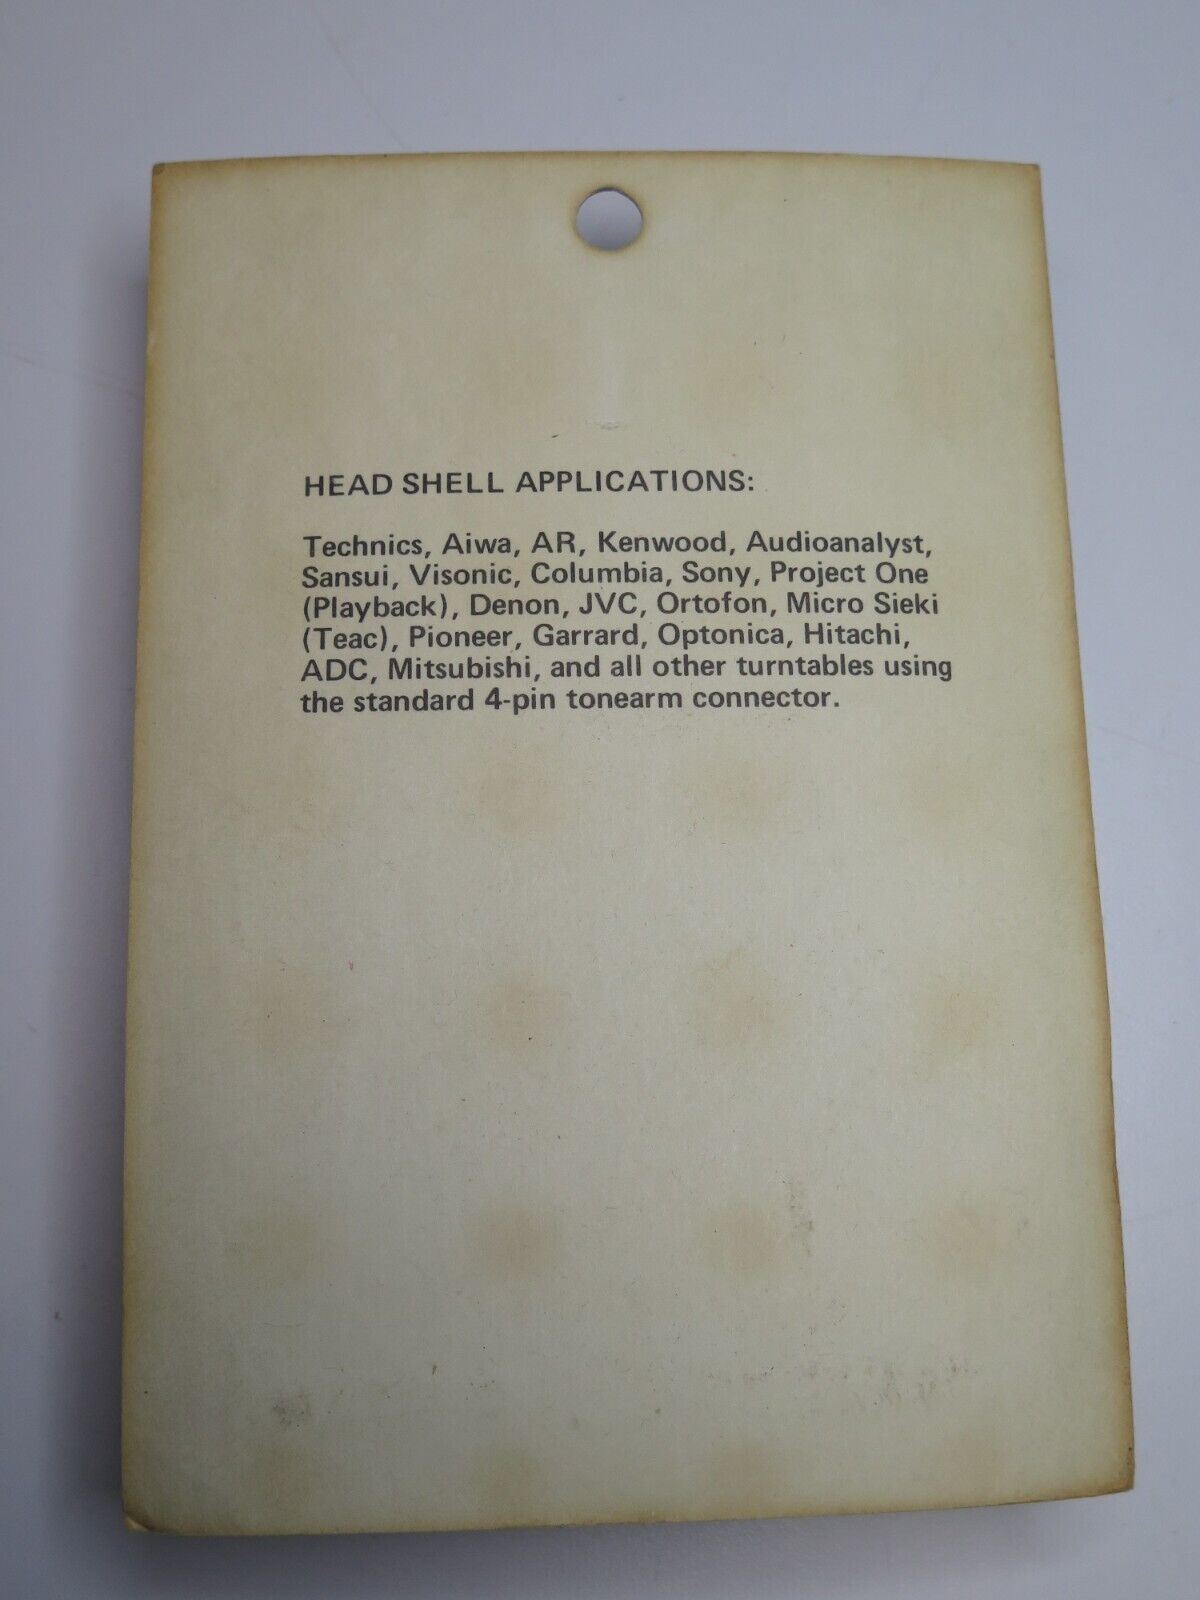 HEAD SHELL APPLICATIONS:
Technics, Aiwa, AR, Kenwood, Audioanalyst,
Sansui, Visonic, Columbia, Sony, Project One
(Playback), Denon, JVC, Ortofon, Micro Sieki
(Teac), Pioneer, Garrard, Optonica, Hitachi,
ADC, Mitsubishi, and all other turntables using
the standard 4-pin tonearm connector.